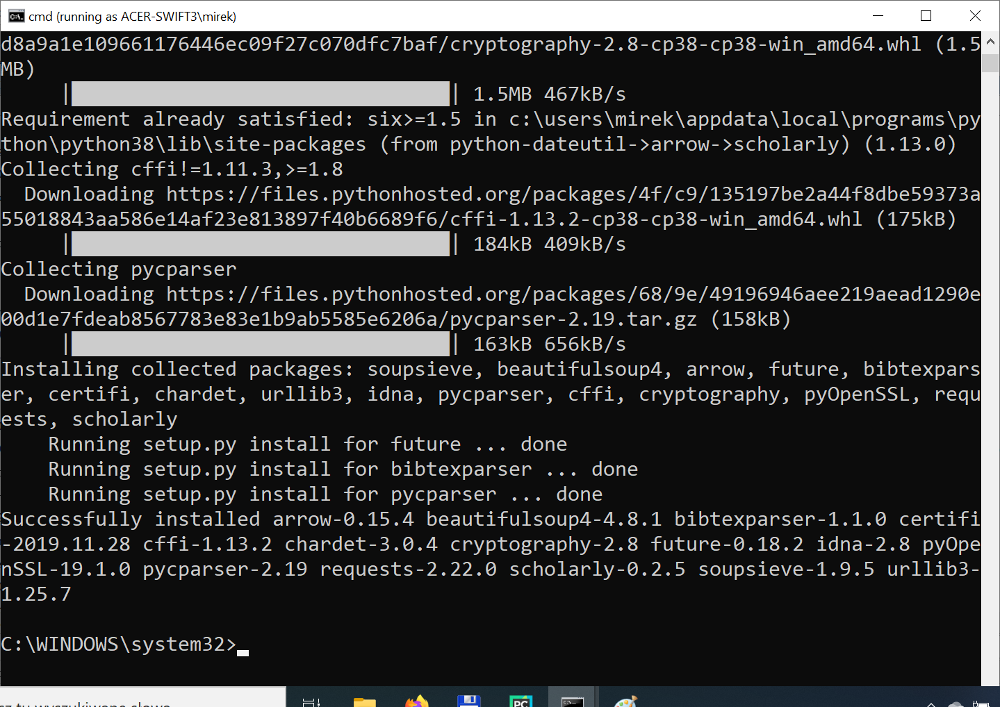 cmd (running as ACER-SWIFT3\mirek)
d8a9a1e109661176446ec09f27c070dfc7baf/cryptography-2.8-cp38-cp38-win_amd64.whl (1.5
MB)
| | 1.5MB 467kB/s
Requirement already satisfied: six>=1.5 in c:\users\mirek\appdata\local\programs\py
thon\python38\lib\site-packages (from python-dateutil->arrow->scholarly) (1.13.0)
Collecting cffi!=1.11.3,>=1.8
  Downloading https://files.pythonhosted.org/packages/4f/c9/135197be2a44f8dbe59373a
55018843aa586e14af23e813897f40b6689f6/cffi-1.13.2-cp38-cp38-win_amd64.whl (175kB)
| | 184kB 409kB/s
Collecting pycparser
  Downloading https://files.pythonhosted.org/packages/68/9e/49196946aee219aead1290e
00d1e7fdeab8567783e83e1b9ab5585e6206a/pycparser-2.19.tar.gz (158kB)
| | 163kB 656kB/s
Installing collected packages: soupsieve, beautifulsoup4, arrow, future, bibtexpars
er, certifi, chardet, urllib3, idna, pycparser, cffi, cryptography, pyOpenSSL, requ
ests, scholarly
    Running setup.py install for future ... done
    Running setup.py install for bibtexparser ... done
    Running setup.py install for pycparser ... done
Successfully installed arrow-0.15.4 beautifulsoup4-4.8.1 bibtexparser-1.1.0 certifi
-2019.11.28 cffi-1.13.2 chardet-3.0.4 cryptography-2.8 future-0.18.2 idna-2.8 pyOpe
nSSL-19.1.0 pycparser-2.19 requests-2.22.0 scholarly-0.2.5 soupsieve-1.9.5 urllib3-
1.25.7
C:\WINDOWS\system32>
PC